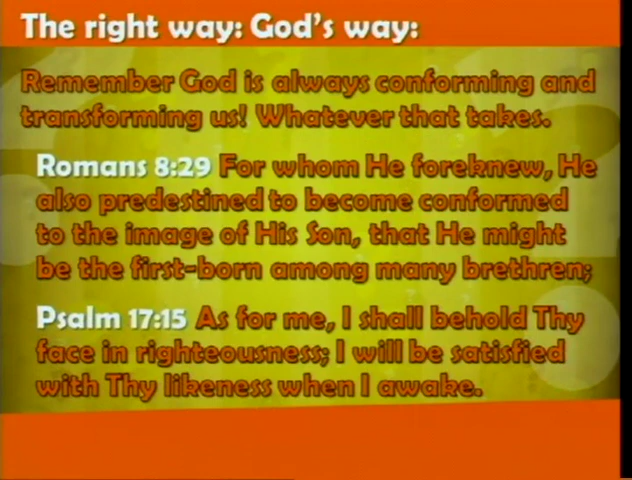 The right way: God's way:
Remember God is always conforming and
transforming us! Whatever that takes.
Romans 8:29 For whom He foreknew, He
also predestined to become conformed
to the image of His Son, that He might
be the first-born among many brethren;
Psalm 17:15 As for me, I shall behold Thy
face in righteousness; I will be satisfied
with Thy likeness when I awake.